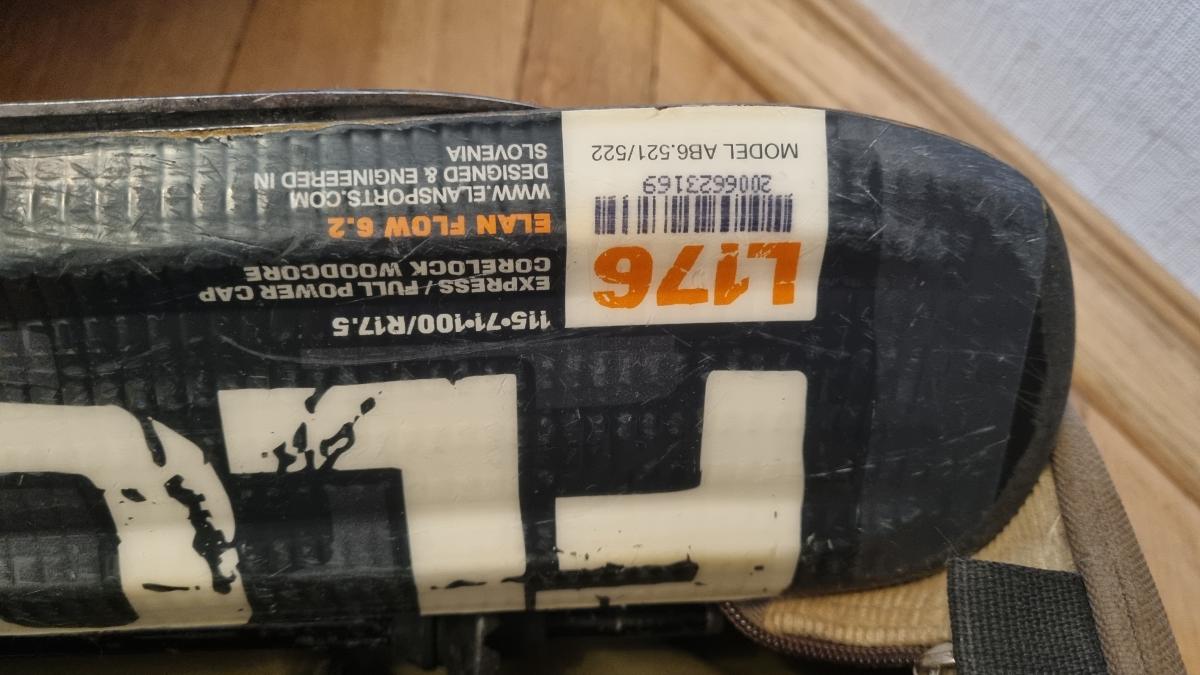 FLO
L176
2006623169
MODEL AB6.521/522
115•71•100/R17.5
EXPRESS / FULL POWER CAP
CORELOCK WOODCORE
ELAN FLOW 6.2
WWW.ELANSPORTS.COM
DESIGNED & ENGINEERED IN
SLOVENIA